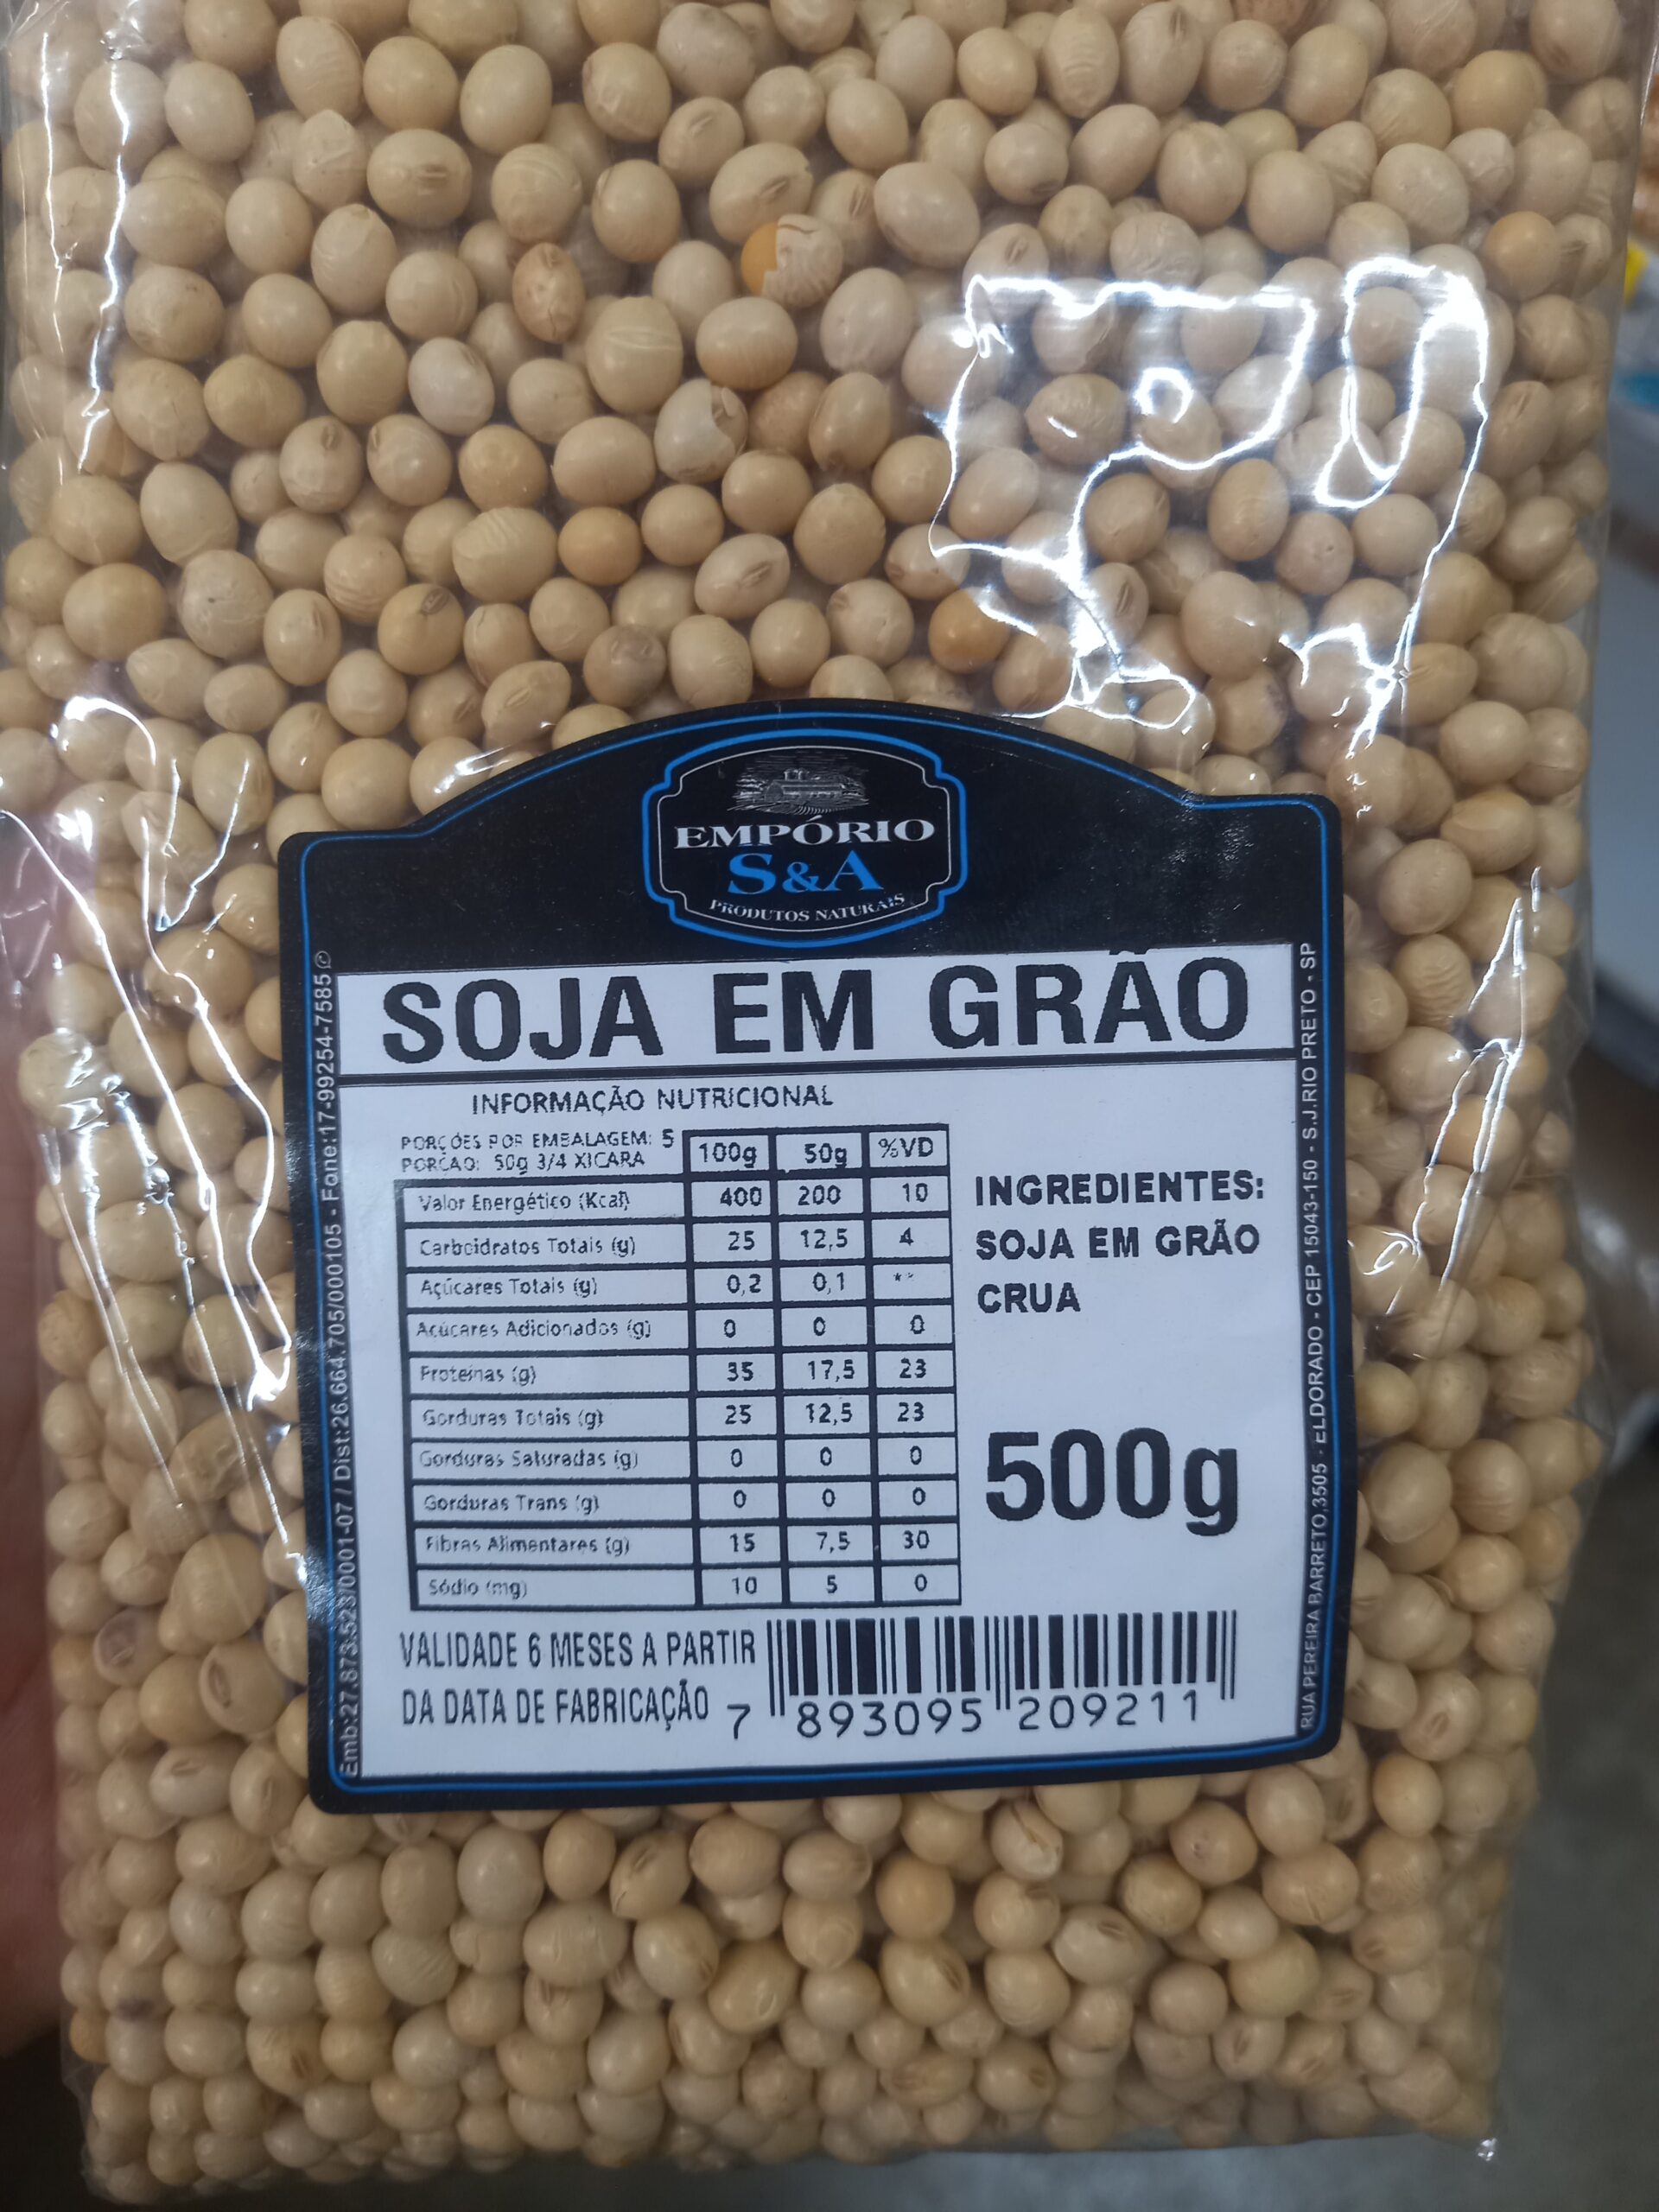 EMPÓRIO
S&A
PRODUTOS NATURAIS
SOJA EM GRÃO
INFORMAÇÃO NUTRICIONAL
PORÇÕES POR EMBALAGEM: 5
PORÇAO: 50g 3/4 XICARA
100g 50g %VD
Valor Energético (Kcal) 400 200 10
Carboidratos Totais (g) 25 12,5 4
Açúcares Totais (g) 0,2 0,1 **
Acúcares Adicionados (g) 0 0 0
Proteínas (g) 35 17,5 23
Gorduras Totais (g) 25 12,5 23
Gorduras Saturadas (g) 0 0 0
Gorduras Trans (g) 0 0 0
Fibras Alimentares (g) 15 7,5 30
Sódio (mg) 10 5 0
INGREDIENTES:
SOJA EM GRÃO
CRUA
500g
VALIDADE 6 MESES A PARTIR
DA DATA DE FABRICAÇÃO
7 893095 209211
Emb:27.873.523/0001-07 / Dist:26.664.705/000105 - Fone:17-99254-7585©
RUA PEREIRA BARRETO,3505 - ELDORADO - CEP 15043-150 - S.J.RIO PRETO - SP